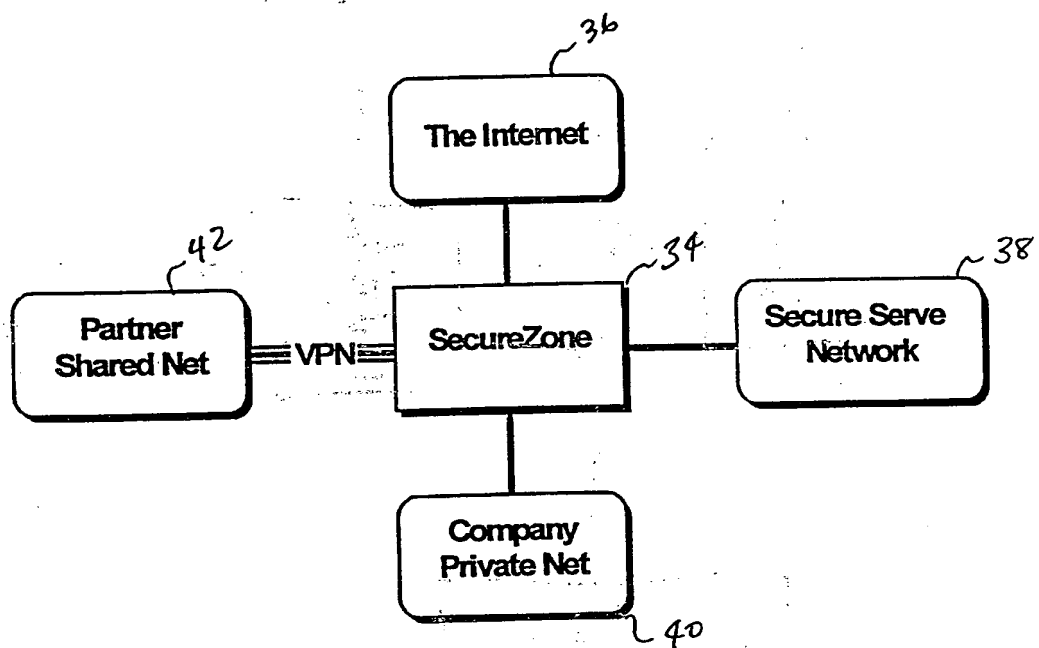 36
The Internet
42
34
38
Partner
Shared Net
VPN
SecureZone
Secure Serve
Network
Company
Private Net
40